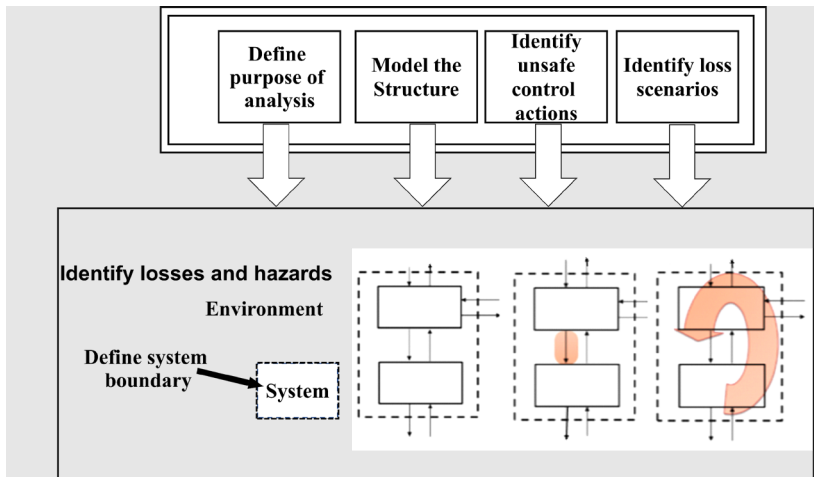 Define
purpose of
analysis
Model the
Structure
Identify
unsafe
control
actions
Identify loss
scenarios
Identify losses and hazards
Environment
Define system
boundary
System